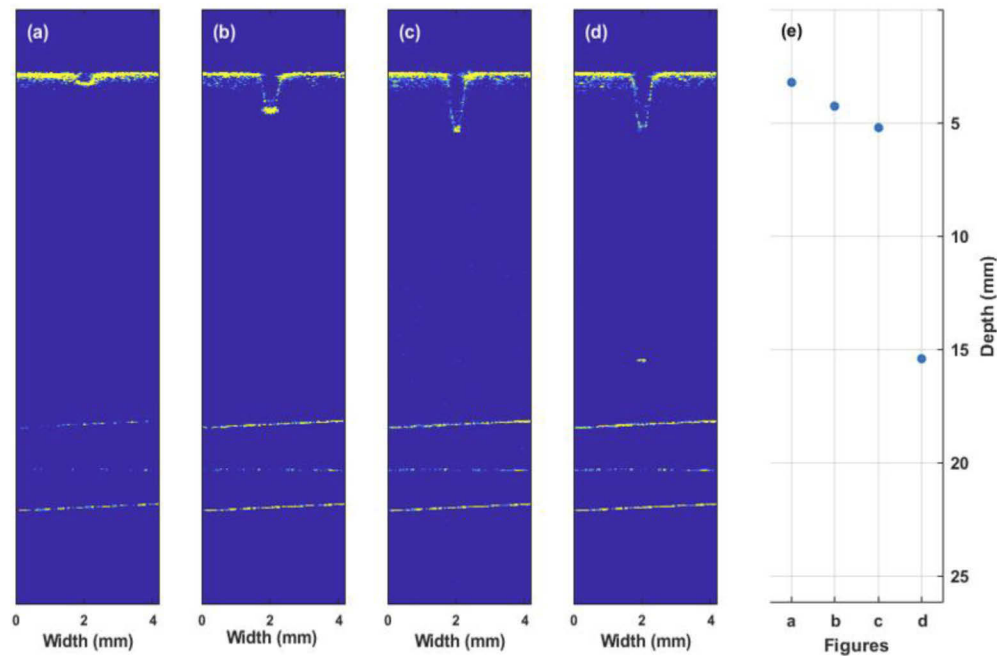 (a) (b) (c) (d) (e)
5
10
15
20
25
Depth (mm)
0 2 4 0 2 4 0 2 4 0 2 4 a b c d
Width (mm) Width (mm) Width (mm) Width (mm) Figures